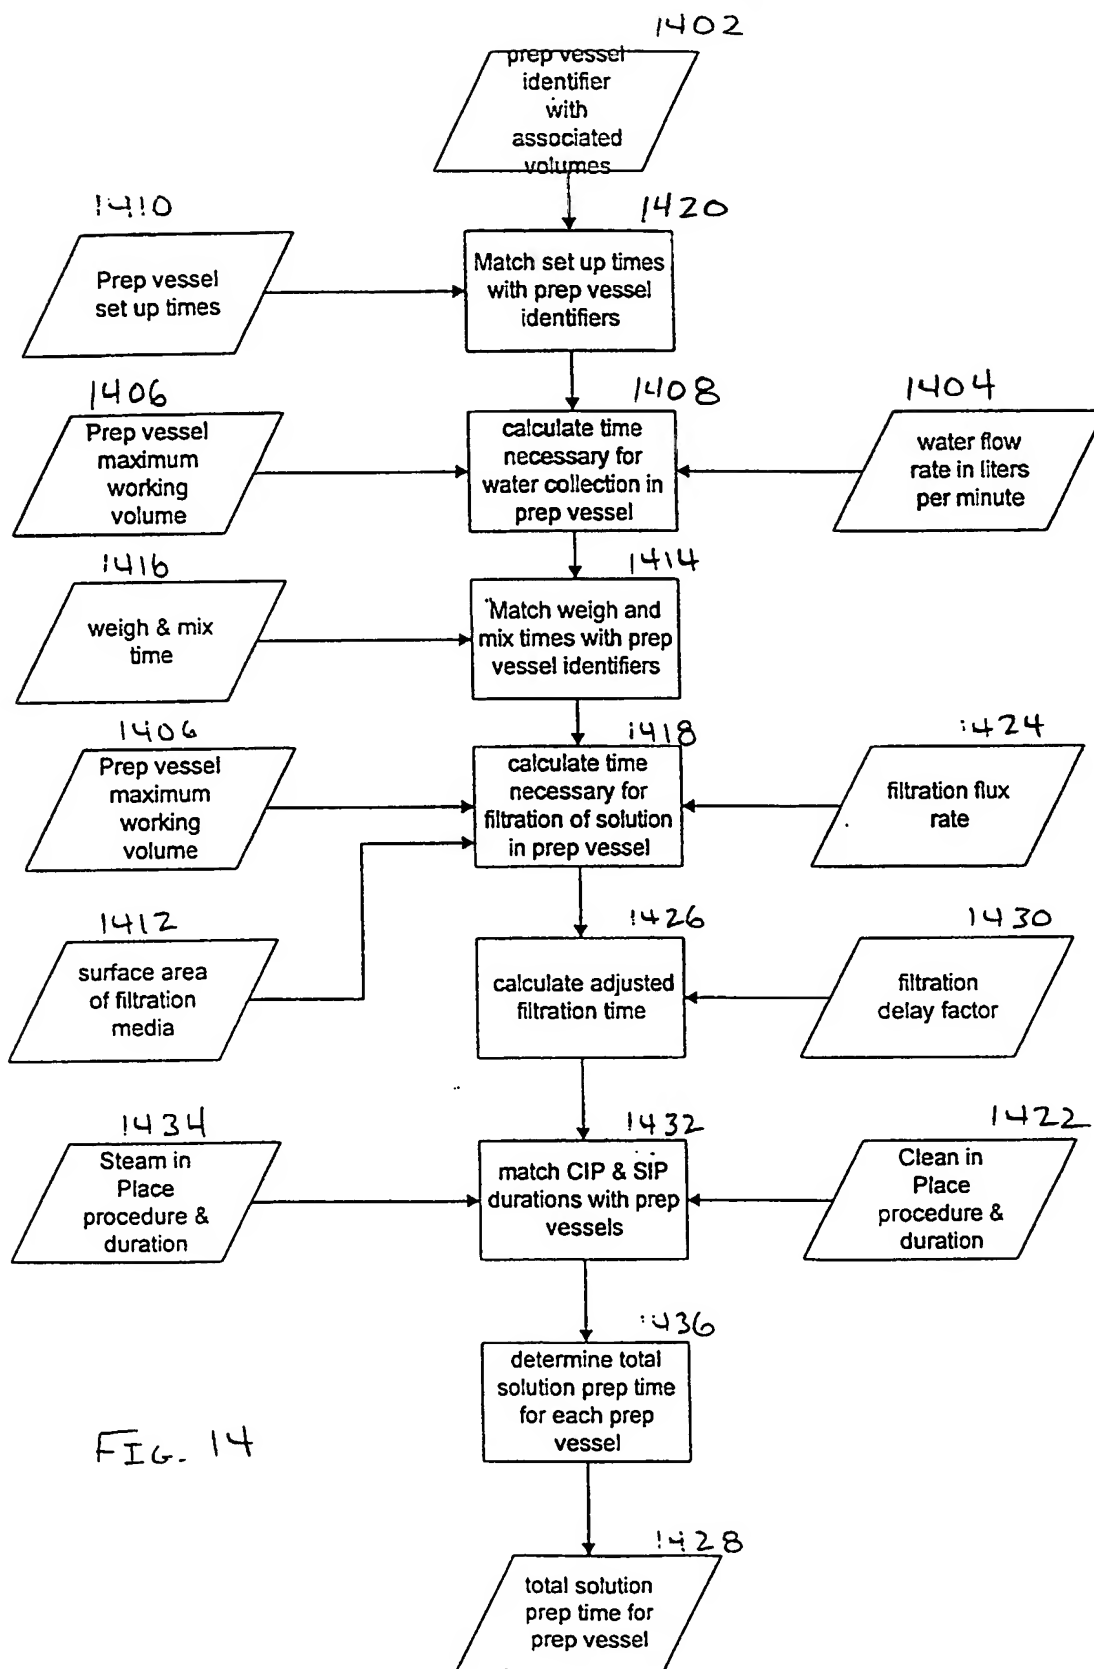 1402
prep vessel
identifier
with
associated
volumes
1410
Prep vessel
set up times
1420
Match set up times
with prep vessel
identifiers
1406
Prep vessel
maximum
working
volume
1408
calculate time
necessary for
water collection in
prep vessel
1404
water flow
rate in liters
per minute
1416
weigh & mix
time
1414
Match weigh and
mix times with prep
vessel identifiers
1406
Prep vessel
maximum
working
volume
1418
calculate time
necessary for
filtration of solution
in prep vessel
1424
filtration flux
rate
1412
surface area
of filtration
media
1426
calculate adjusted
filtration time
1430
filtration
delay factor
1434
Steam in
Place
procedure &
duration
1432
match CIP & SIP
durations with prep
vessels
1422
Clean in
Place
procedure &
duration
1436
determine total
solution prep time
for each prep
vessel
FIG. 14
1428
total solution
prep time for
prep vessel